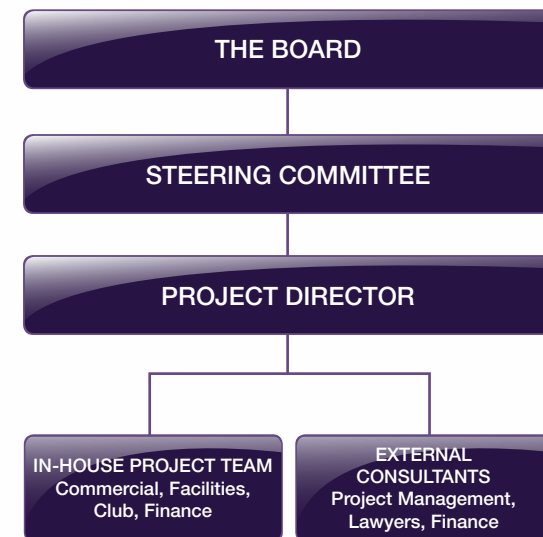 THE BOARD
STEERING COMMITTEE
PROJECT DIRECTOR
IN-HOUSE PROJECT TEAM
Commercial, Facilities,
Club, Finance
EXTERNAL
CONSULTANTS
Project Management,
Lawyers, Finance